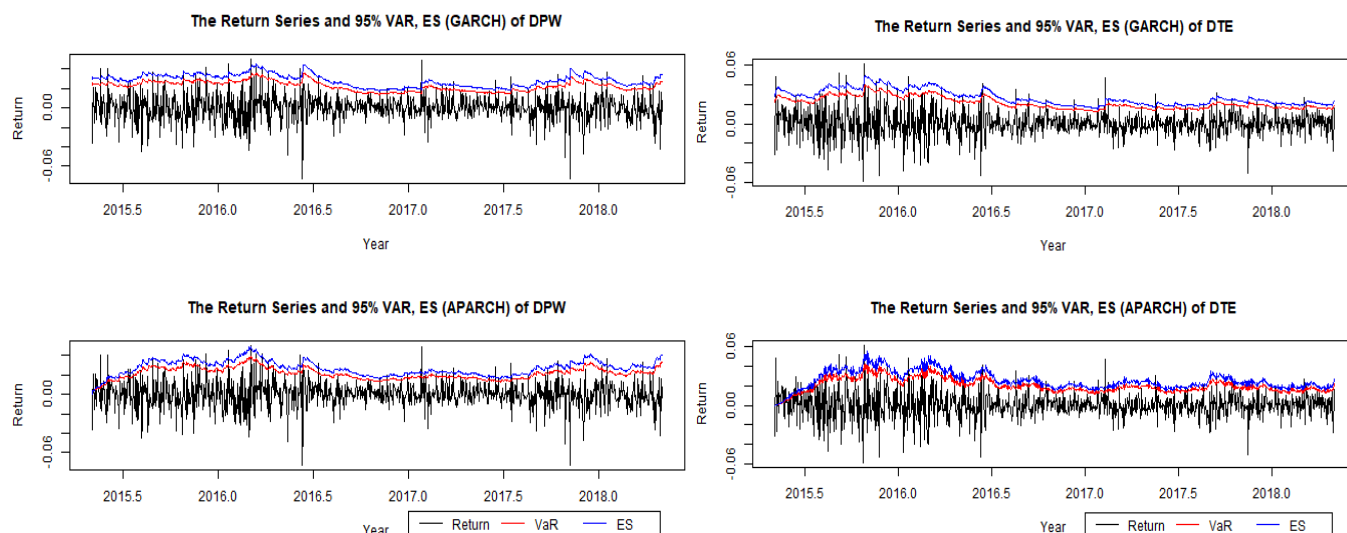 The Return Series and 95% VAR, ES (GARCH) of DPW
Return
0.00
-0.06
2015.5 2016.0 2016.5 2017.0 2017.5 2018.0
Year
The Return Series and 95% VAR, ES (GARCH) of DTE
Return
0.06
0.00
-0.06
2015.5 2016.0 2016.5 2017.0 2017.5 2018.0
Year
The Return Series and 95% VAR, ES (APARCH) of DPW
Return
0.00
-0.06
2015.5 2016.0 2016.5 2017.0 2017.5 2018.0
Year
Return VaR ES
The Return Series and 95% VAR, ES (APARCH) of DTE
Return
0.06
0.00
-0.06
2015.5 2016.0 2016.5 2017.0 2017.5 2018.0
Year
Return VaR ES